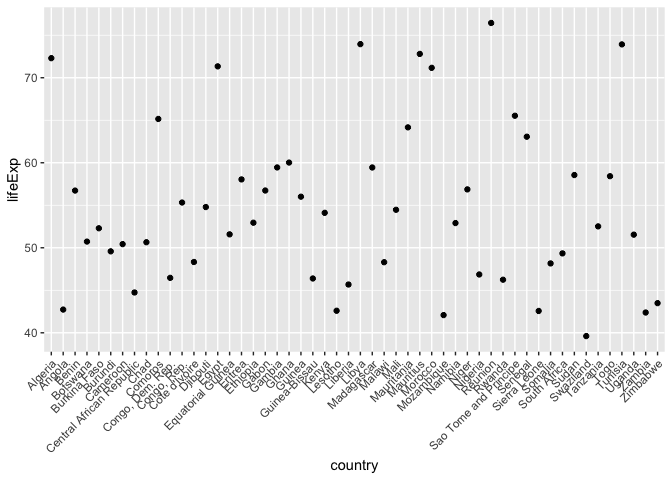 70
60
50
40
lifeExp
Algeria
Angola
Benin
Botswana
Burkina Faso
Burundi
Cameroon
Central African Republic
Chad
Comoros
Congo, Dem. Rep.
Congo, Rep.
Cote d'Ivoire
Djibouti
Egypt
Equatorial Guinea
Eritrea
Ethiopia
Gabon
Gambia
Ghana
Guinea
Guinea-Bissau
Kenya
Lesotho
Liberia
Libya
Madagascar
Malawi
Mali
Mauritania
Mauritius
Morocco
Mozambique
Namibia
Niger
Nigeria
Reunion
Rwanda
Sao Tome and Principe
Senegal
Sierra Leone
Somalia
South Africa
Sudan
Swaziland
Tanzania
Togo
Tunisia
Uganda
Zambia
Zimbabwe
country